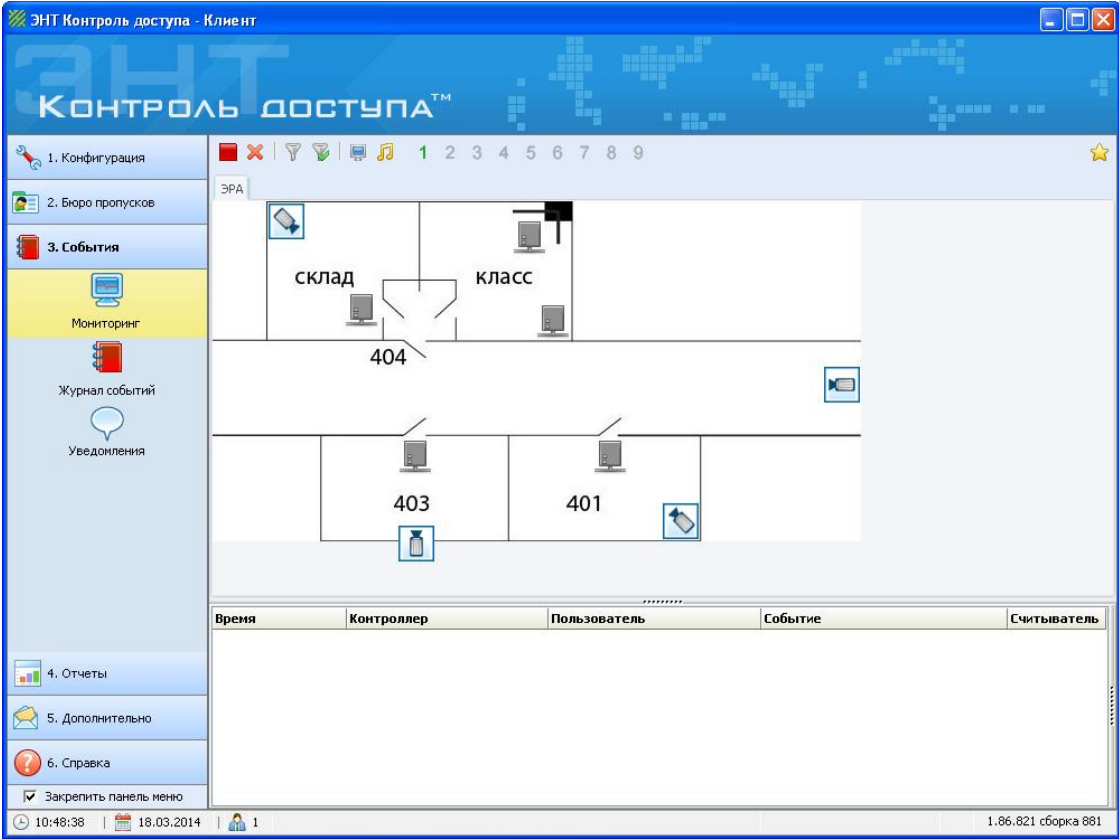 ЭНТ Контроль доступа - Клиент
ЭНТ
Контроль доступа™
1. Конфигурация
1 2 3 4 5 6 7 8 9
ЭРА
2. Бюро пропусков
3. События
Мониторинг
Журнал событий
Уведомления
склад
класс
404
403
401
Время Контроллер Пользователь Событие Считыватель
4. Отчеты
5. Дополнительно
6. Справка
Закрепить панель меню
10:48:38 | 18.03.2014 | 1 1.86.821 сборка 881